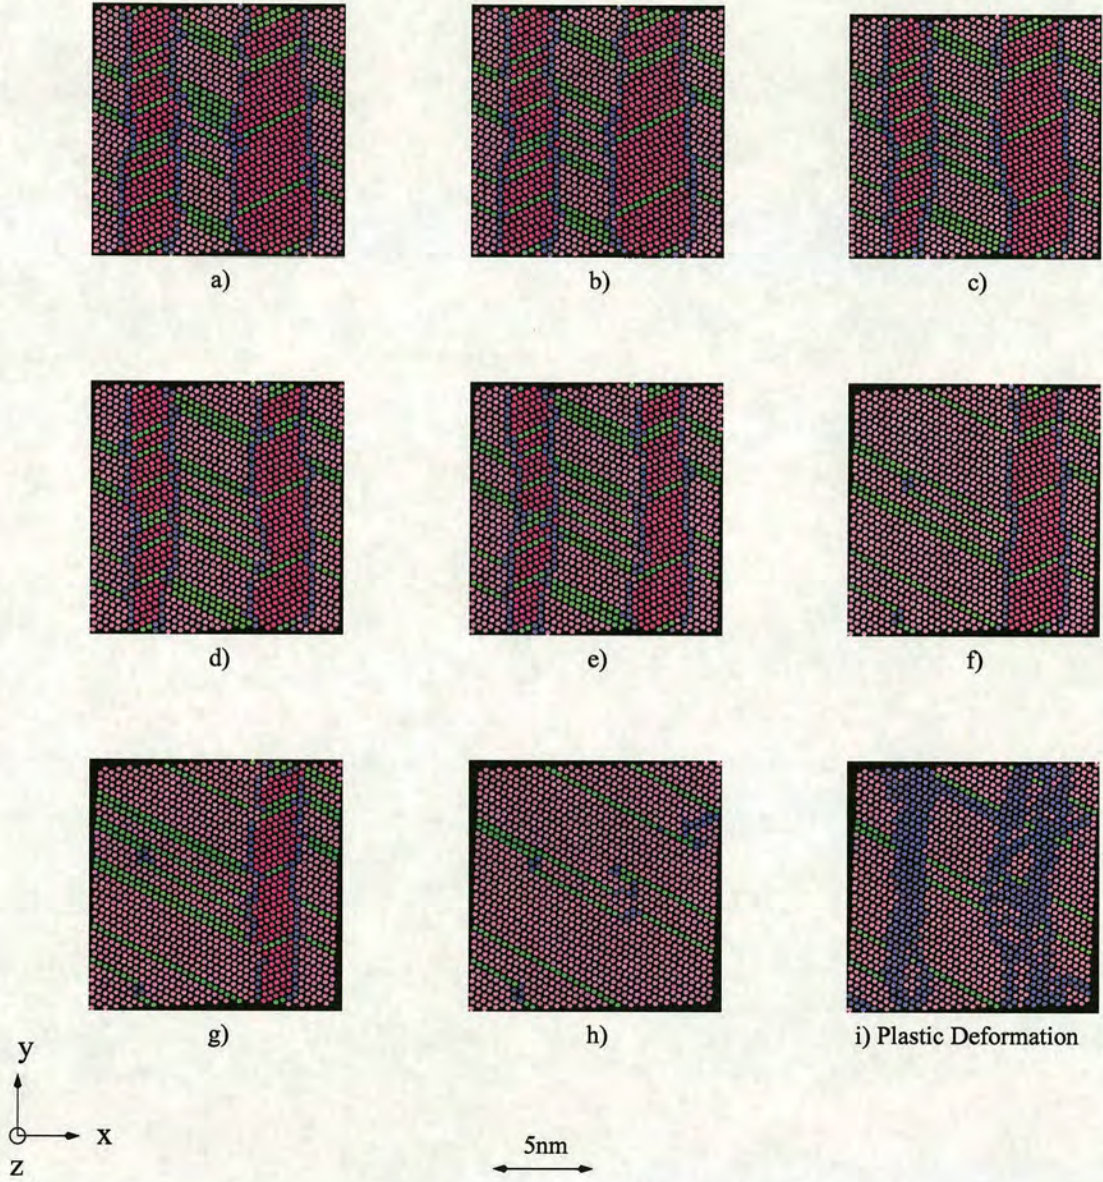 a)
b)
c)
d)
e)
f)
g)
h)
i) Plastic Deformation
y
x
z
5nm